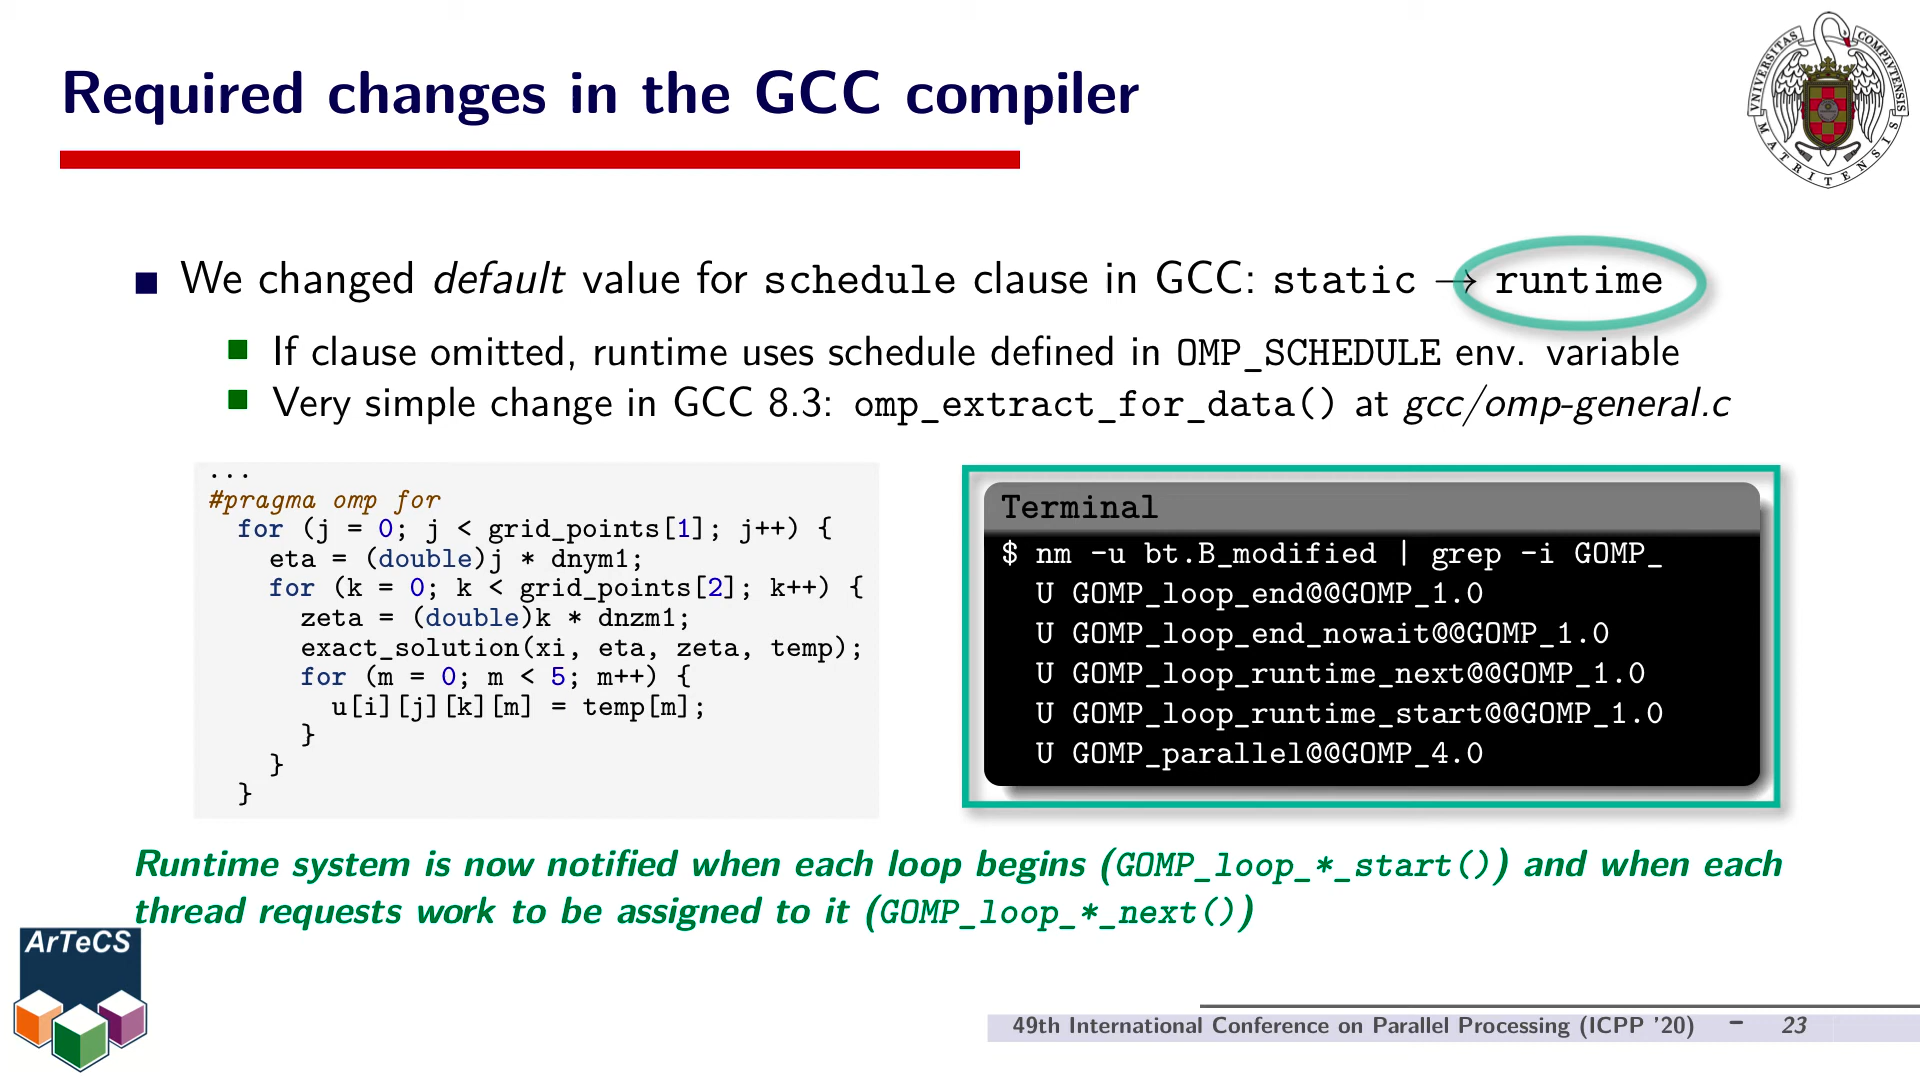 Required changes in the GCC compiler
VNIVERSITAS COMPLVTENSIS
MATRITENSIS
We changed default value for schedule clause in GCC: static → runtime
If clause omitted, runtime uses schedule defined in OMP_SCHEDULE env. variable
Very simple change in GCC 8.3: omp_extract_for_data() at gcc/omp-general.c
...
#pragma omp for
for (j = 0; j < grid_points[1]; j++) {
eta = (double)j * dnym1;
for (k = 0; k < grid_points[2]; k++) {
zeta = (double)k * dnzm1;
exact_solution(xi, eta, zeta, temp);
for (m = 0; m < 5; m++) {
u[i][j][k][m] = temp[m];
}
}
}
Terminal
$ nm -u bt.B_modified | grep -i GOMP_
U GOMP_loop_end@@GOMP_1.0
U GOMP_loop_end_nowait@@GOMP_1.0
U GOMP_loop_runtime_next@@GOMP_1.0
U GOMP_loop_runtime_start@@GOMP_1.0
U GOMP_parallel@@GOMP_4.0
Runtime system is now notified when each loop begins (GOMP_loop_*_start()) and when each
thread requests work to be assigned to it (GOMP_loop_*_next())
ArTeCS
49th International Conference on Parallel Processing (ICPP '20) – 23